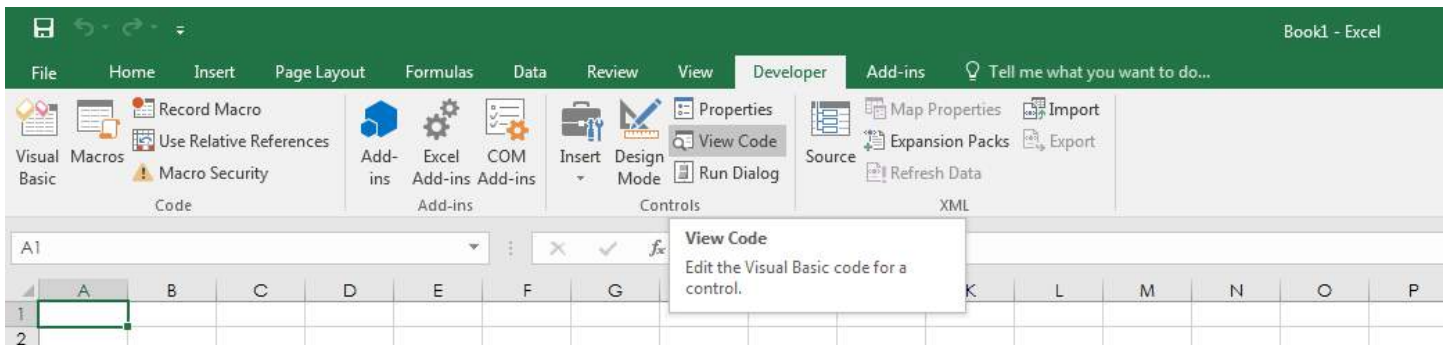 Book1 - Excel
File Home Insert Page Layout Formulas Data Review View Developer Add-ins Tell me what you want to do...
Visual Basic
Macros
Record Macro
Use Relative References
Macro Security
Code
Add-ins
Excel Add-ins
COM Add-ins
Add-ins
Insert
Design Mode
Properties
View Code
Run Dialog
Controls
Source
Map Properties
Expansion Packs
Refresh Data
Import
Export
XML
A1 fx
View Code
Edit the Visual Basic code for a
control.
A B C D E F G K L M N O P
1
2